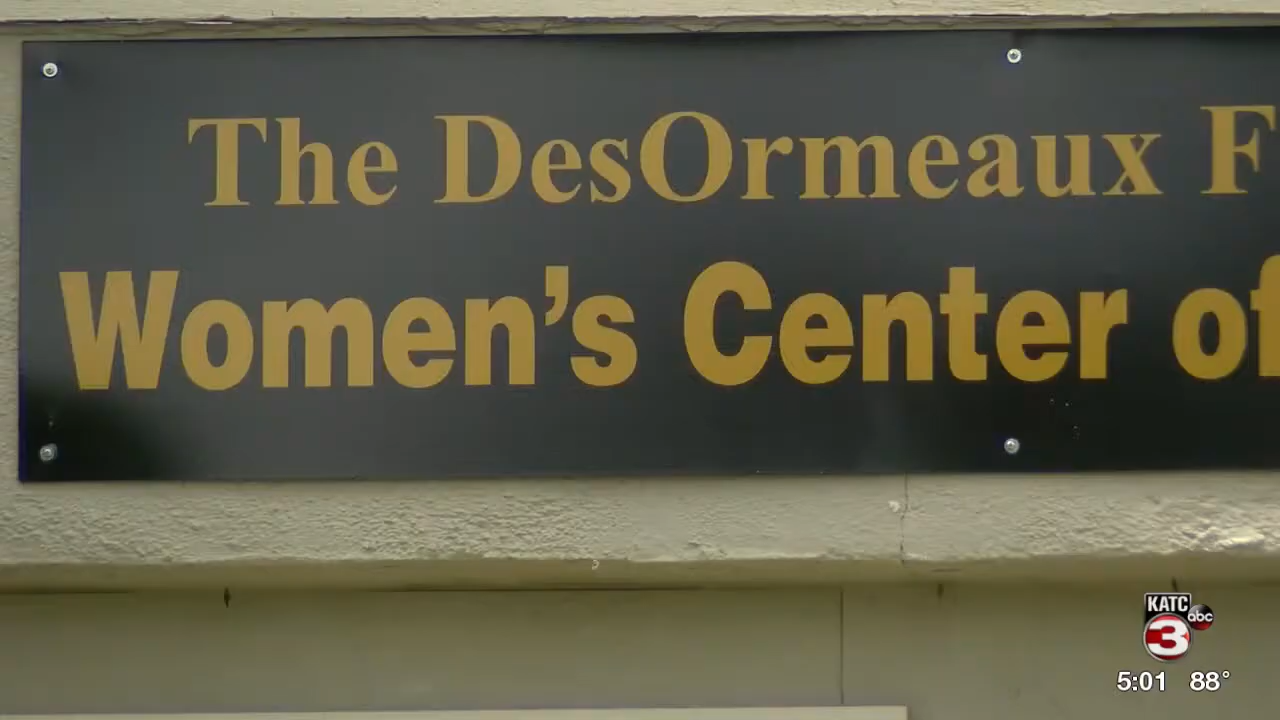 The DesOrmeaux F
Women's Center of
KATC
abc
3
5:01 88°